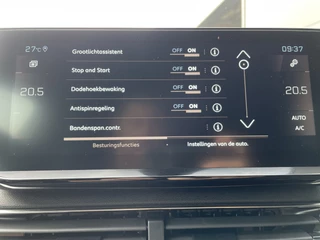 27°C
09:37
Grootlichtassistent OFF ON
Stop and Start OFF ON
20.5
Dodehoekbewaking OFF ON
20.5
Antispinregeling OFF ON
AUTO
Bandenspan.contr.
A/C
Besturingsfuncties
Instellingen van de auto.